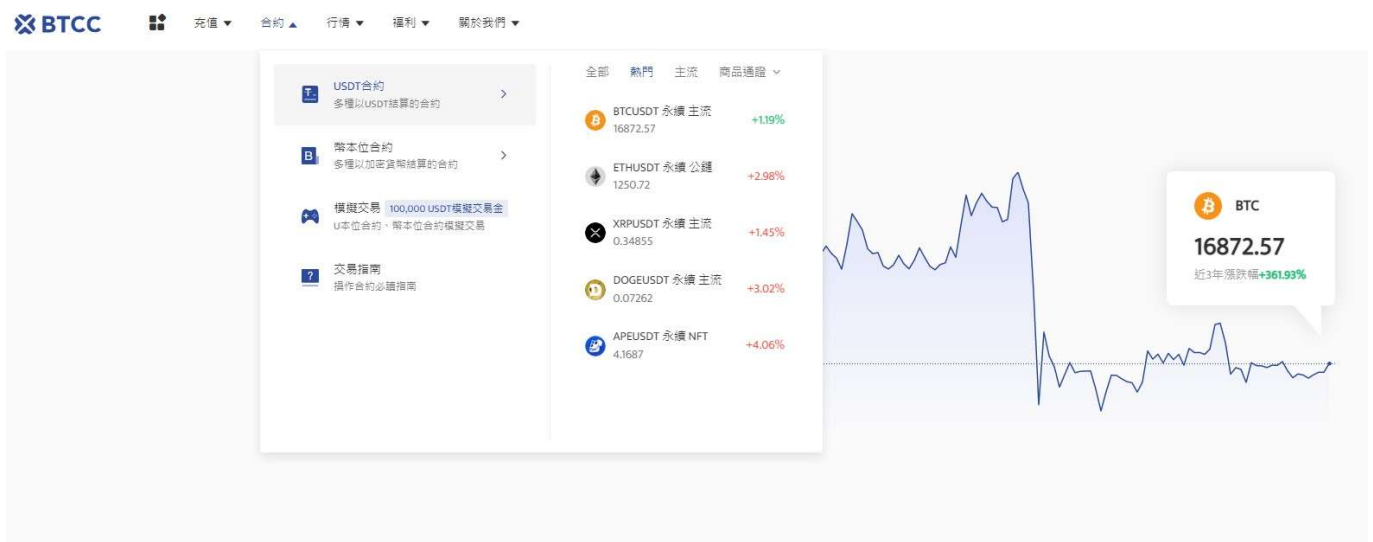 BTCC
充值 ▼
合約 ▲
行情 ▼
福利 ▼
關於我們 ▼
USDT合約
多種以USDT結算的合約
幣本位合約
多種以加密貨幣結算的合約
模擬交易 100,000 USDT模擬交易金
U本位合約、幣本位合約模擬交易
交易指南
操作合約必讀指南
全部 熱門 主流 商品通證
BTCUSDT 永續 主流
16872.57
+1.19%
ETHUSDT 永續 公鏈
1250.72
+2.98%
XRPUSDT 永續 主流
0.34855
+1.45%
DOGEUSDT 永續 主流
0.07262
+3.02%
APEUSDT 永續 NFT
4.1687
+4.06%
BTC
16872.57
近3年漲跌幅+361.93%